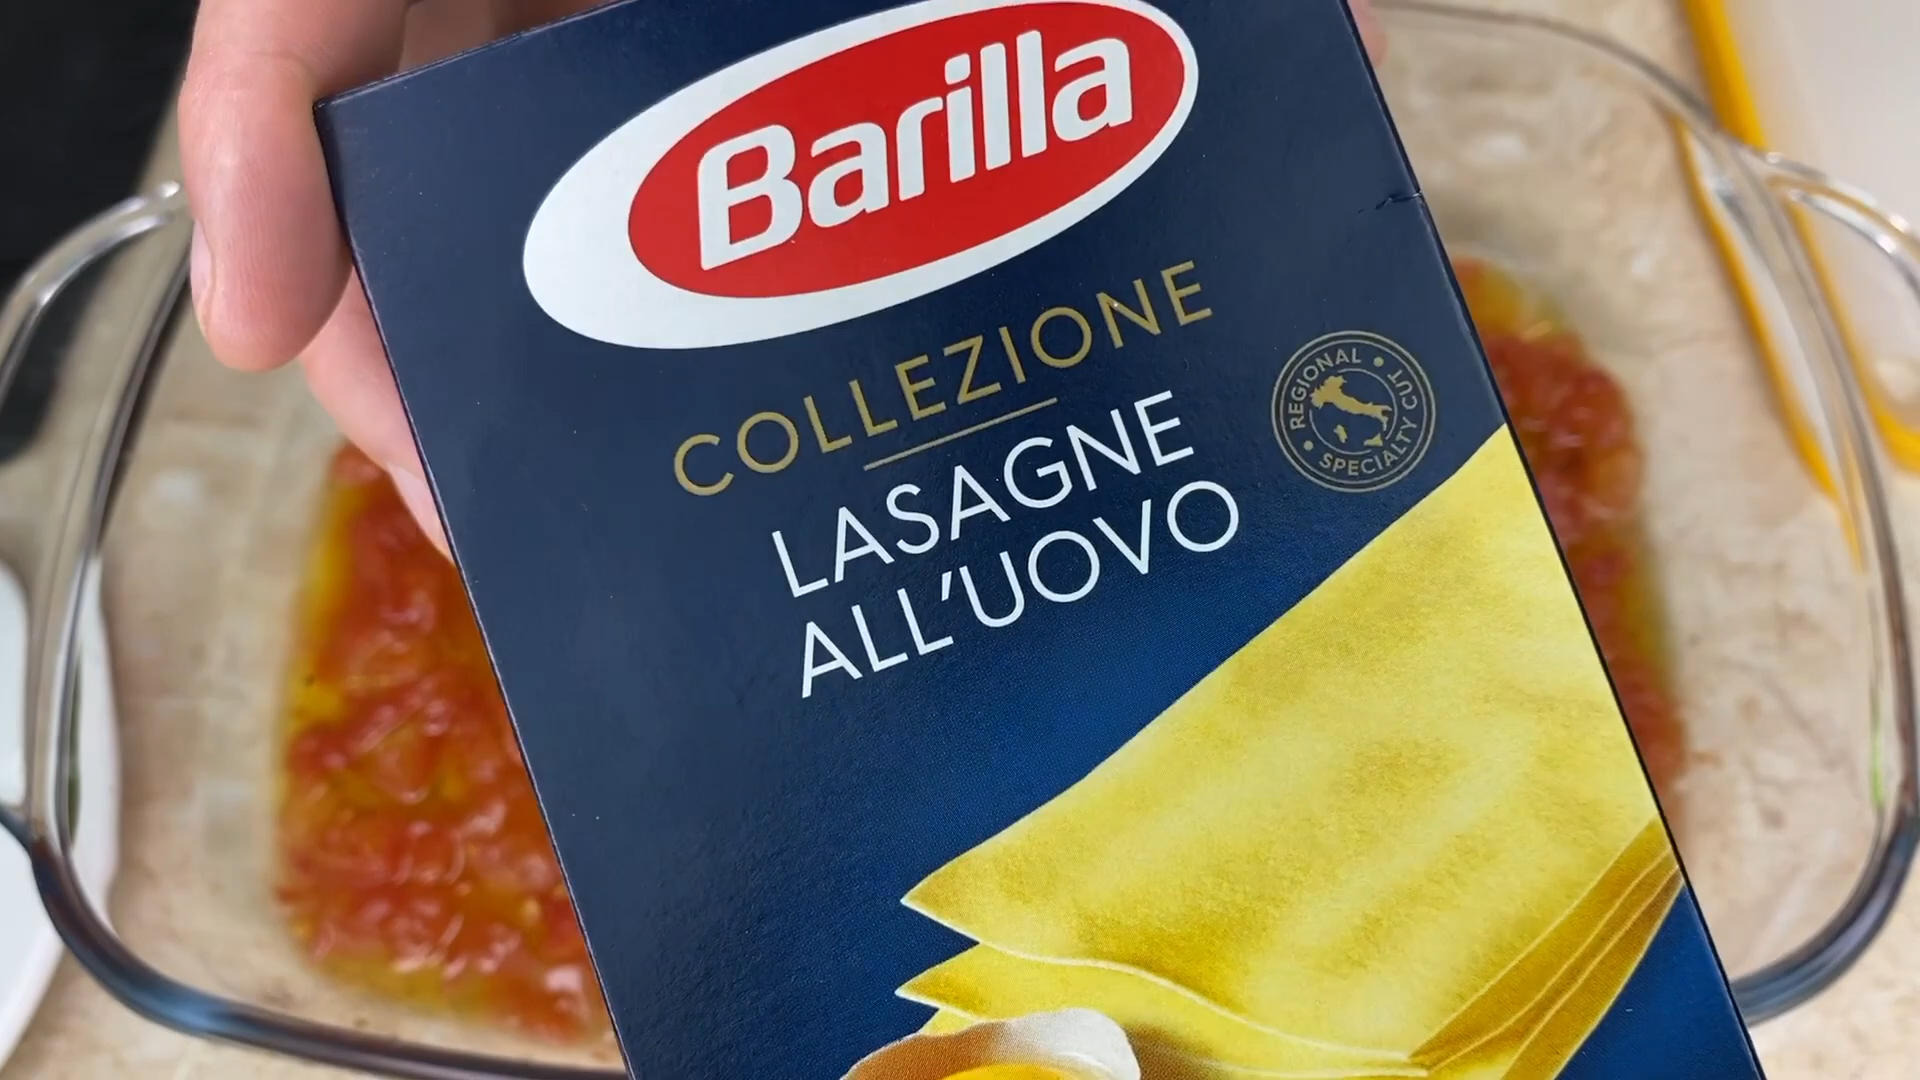 Barilla
COLLEZIONE
LASAGNE
ALL'UOVO
REGIONAL
SPECIALTY CUT